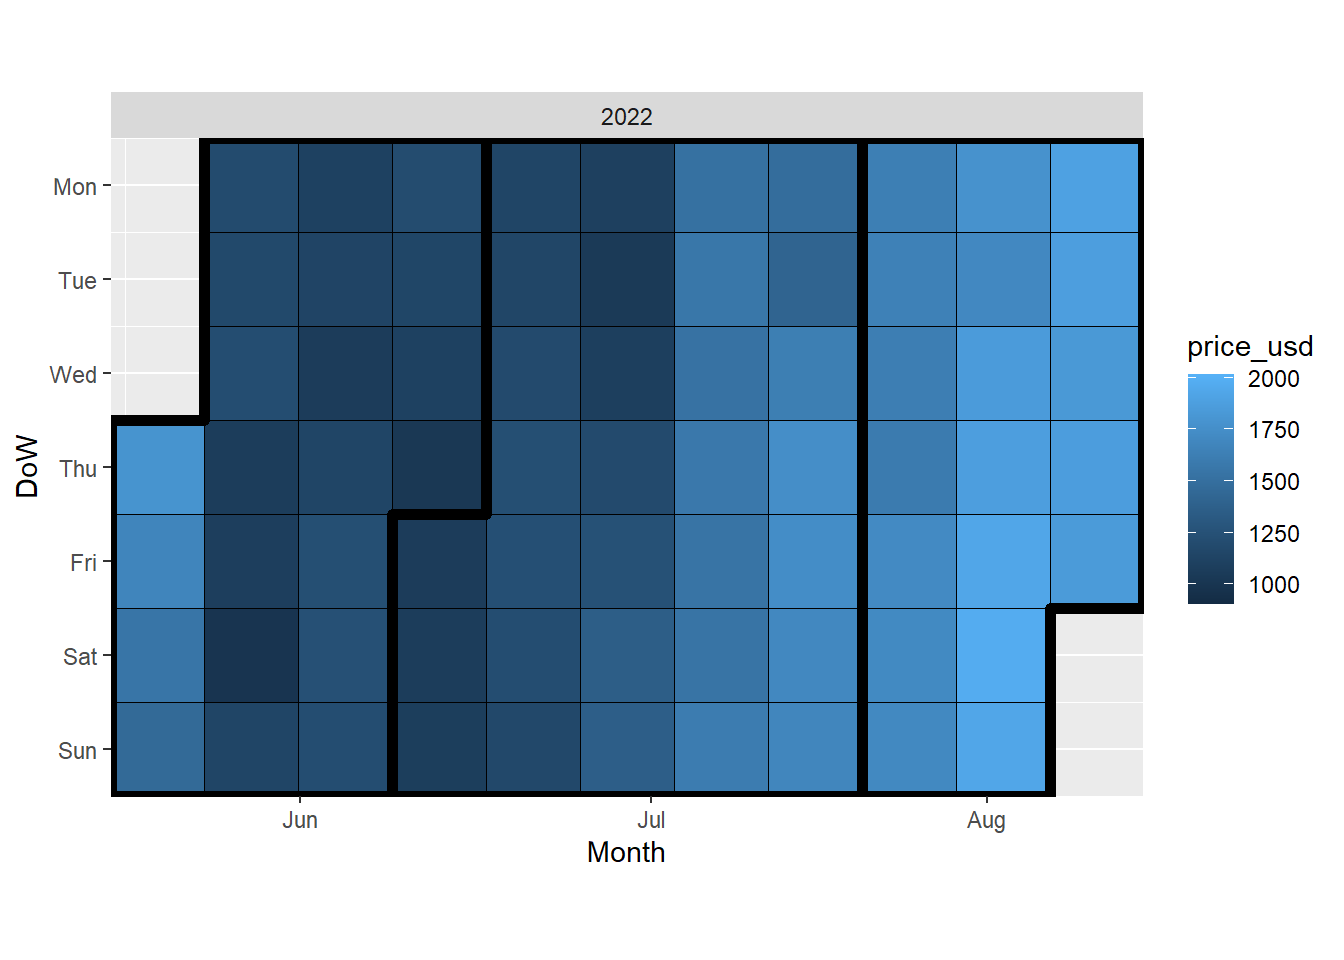 2022
Mon
Tue
Wed
Thu
Fri
Sat
Sun
DoW
Jun Jul Aug
Month
price_usd
2000
1750
1500
1250
1000